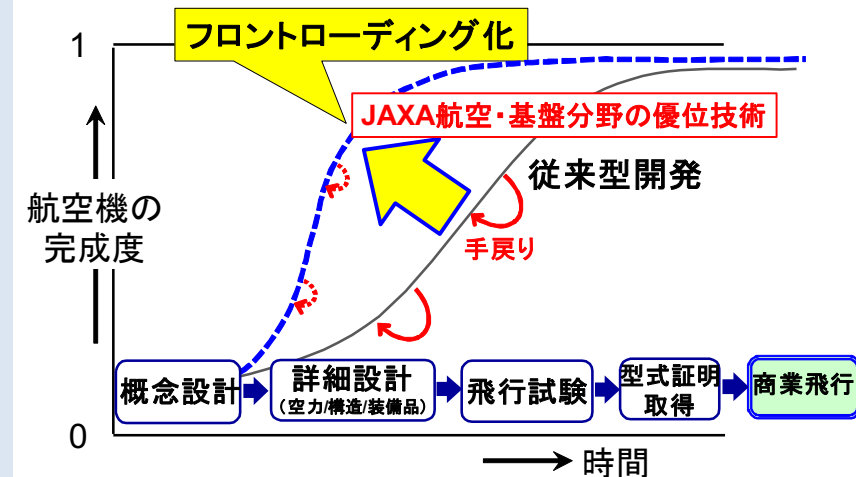 フロントローディング化
1
JAXA航空・基盤分野の優位技術
従来型開発
航空機の
完成度
手戻り
概念設計
詳細設計
（空力/構造/装備品）
飛行試験
型式証明
取得
商業飛行
0
時間